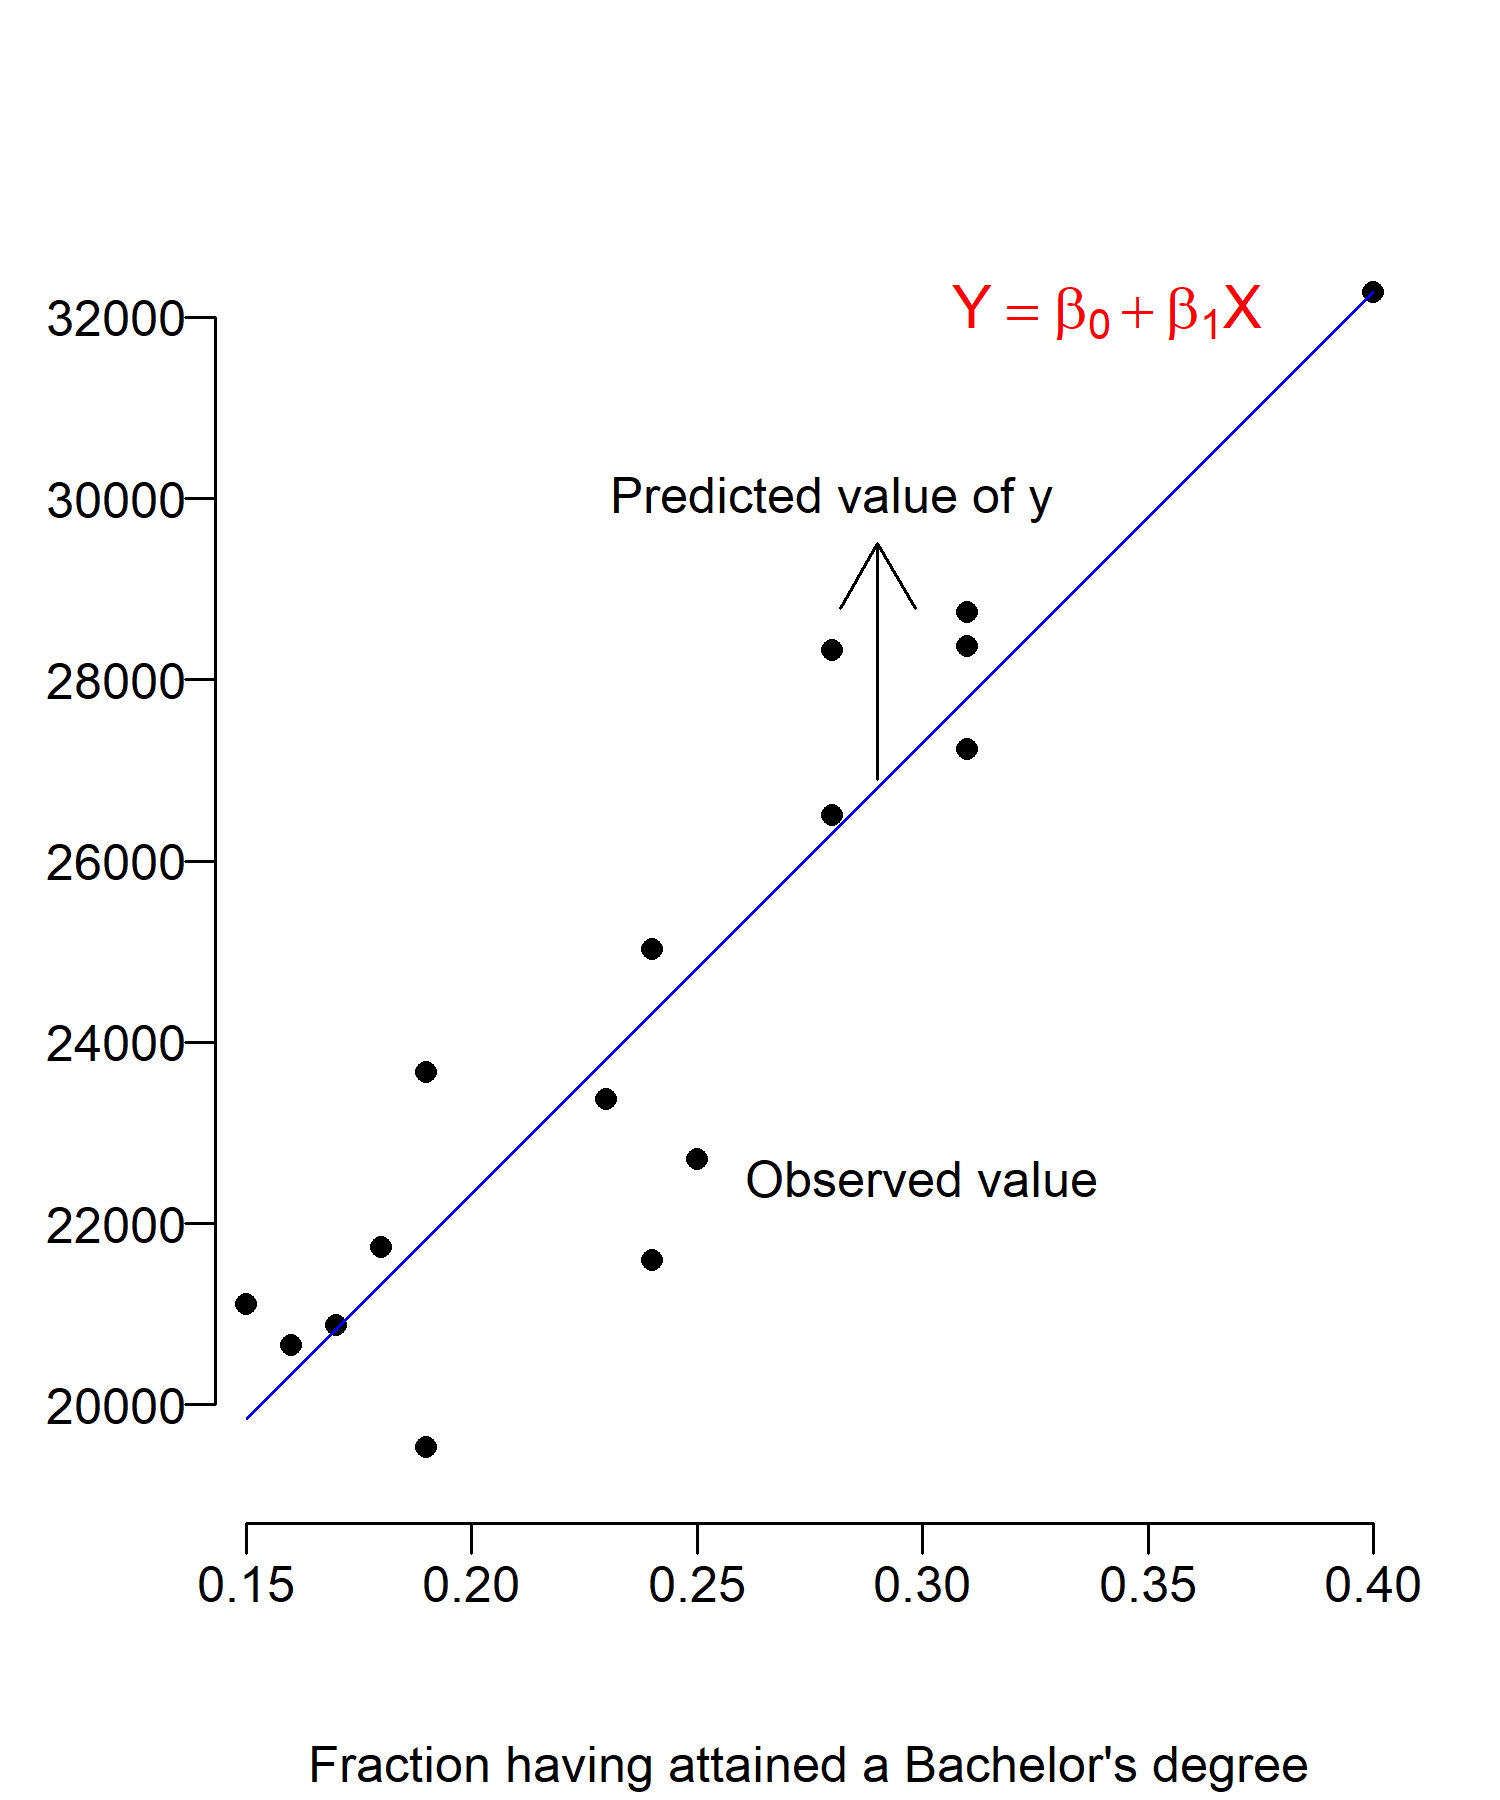 Y = β₀ + β₁X
32000
30000
Predicted value of y
28000
26000
24000
Observed value
22000
20000
0.15 0.20 0.25 0.30 0.35 0.40
Fraction having attained a Bachelor's degree